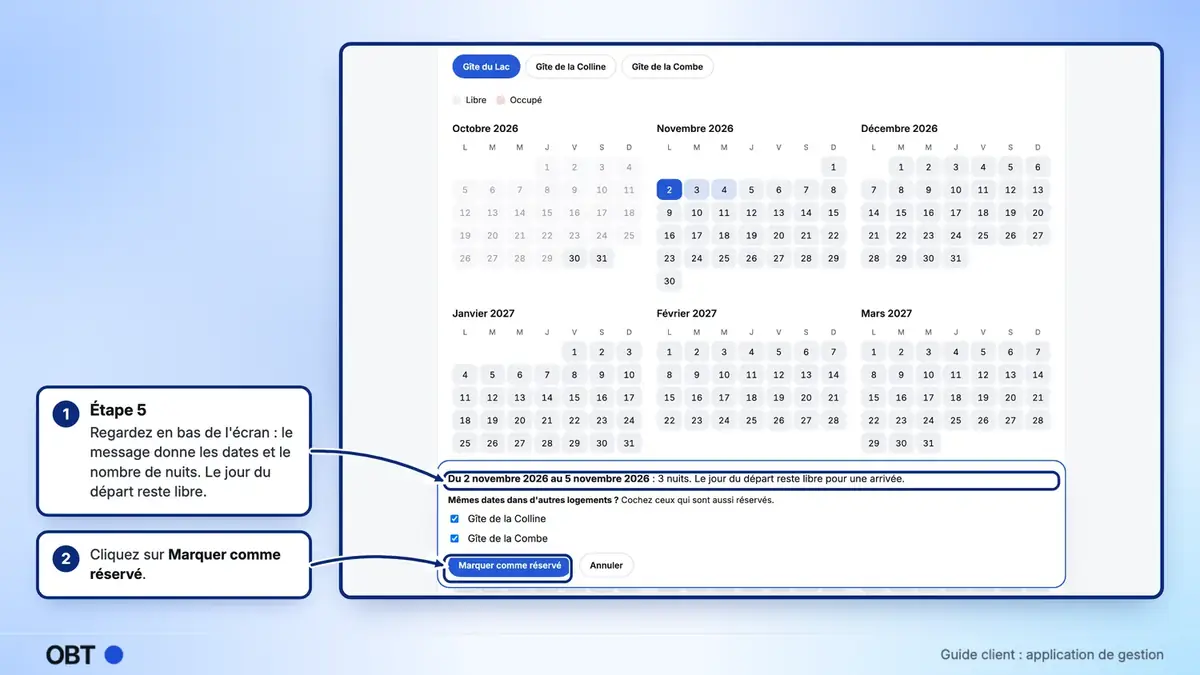 Gîte du Lac Gîte de la Colline Gîte de la Combe
Libre Occupé
Octobre 2026
L M M J V S D
1 2 3 4
5 6 7 8 9 10 11
12 13 14 15 16 17 18
19 20 21 22 23 24 25
26 27 28 29 30 31
Novembre 2026
L M M J V S D
1
2 3 4 5 6 7 8
9 10 11 12 13 14 15
16 17 18 19 20 21 22
23 24 25 26 27 28 29
30
Décembre 2026
L M M J V S D
1 2 3 4 5 6
7 8 9 10 11 12 13
14 15 16 17 18 19 20
21 22 23 24 25 26 27
28 29 30 31
Janvier 2027
L M M J V S D
1 2 3
4 5 6 7 8 9 10
11 12 13 14 15 16 17
18 19 20 21 22 23 24
25 26 27 28 29 30 31
Février 2027
L M M J V S D
1 2 3 4 5 6 7
8 9 10 11 12 13 14
15 16 17 18 19 20 21
22 23 24 25 26 27 28
Mars 2027
L M M J V S D
1 2 3 4 5 6 7
8 9 10 11 12 13 14
15 16 17 18 19 20 21
22 23 24 25 26 27 28
29 30 31
1 Étape 5
Regardez en bas de l'écran : le
message donne les dates et le
nombre de nuits. Le jour du
départ reste libre.
Du 2 novembre 2026 au 5 novembre 2026 : 3 nuits. Le jour du départ reste libre pour une arrivée.
Mêmes dates dans d'autres logements ? Cochez ceux qui sont aussi réservés.
Gîte de la Colline
Gîte de la Combe
2 Cliquez sur Marquer comme
réservé.
Marquer comme réservé Annuler
OBT
Guide client : application de gestion